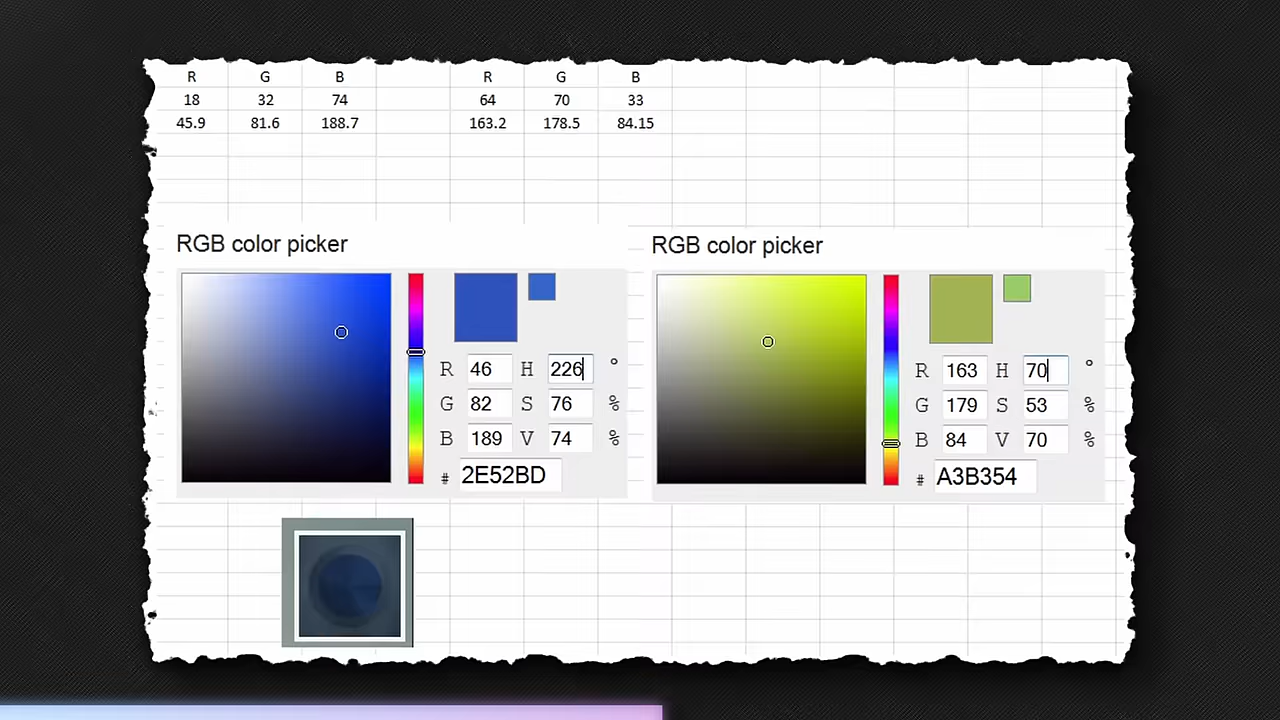 R G B R G B
18 32 74 64 70 33
45.9 81.6 188.7 163.2 178.5 84.15
RGB color picker
R 46 H 226 °
G 82 S 76 %
B 189 V 74 %
# 2E52BD
RGB color picker
R 163 H 70 °
G 179 S 53 %
B 84 V 70 %
# A3B354